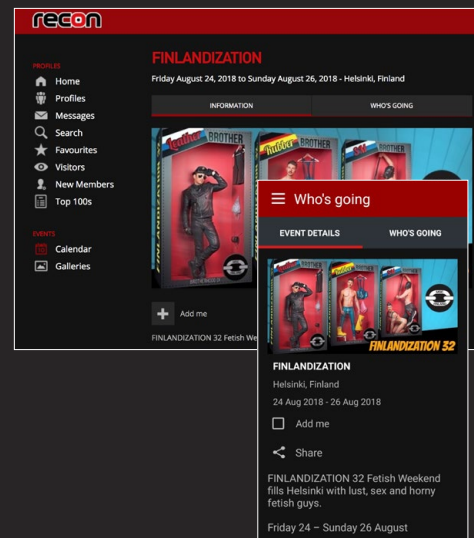 recon
PROFILES
Home
Profiles
Messages
Search
Favourites
Visitors
New Members
Top 100s
EVENTS
Calendar
Galleries
FINLANDIZATION
Friday August 24, 2018 to Sunday August 26, 2018 - Helsinki, Finland
INFORMATION
WHO'S GOING
Leather BROTHER
Rubber BROTHER
BROTHER
Add me
FINLANDIZATION 32 Fetish We
Who's going
EVENT DETAILS
WHO'S GOING
FINLANDIZATION 32
FINLANDIZATION
Helsinki, Finland
24 Aug 2018 - 26 Aug 2018
Add me
Share
FINLANDIZATION 32 Fetish Weekend
fills Helsinki with lust, sex and horny
fetish guys.
Friday 24 – Sunday 26 August